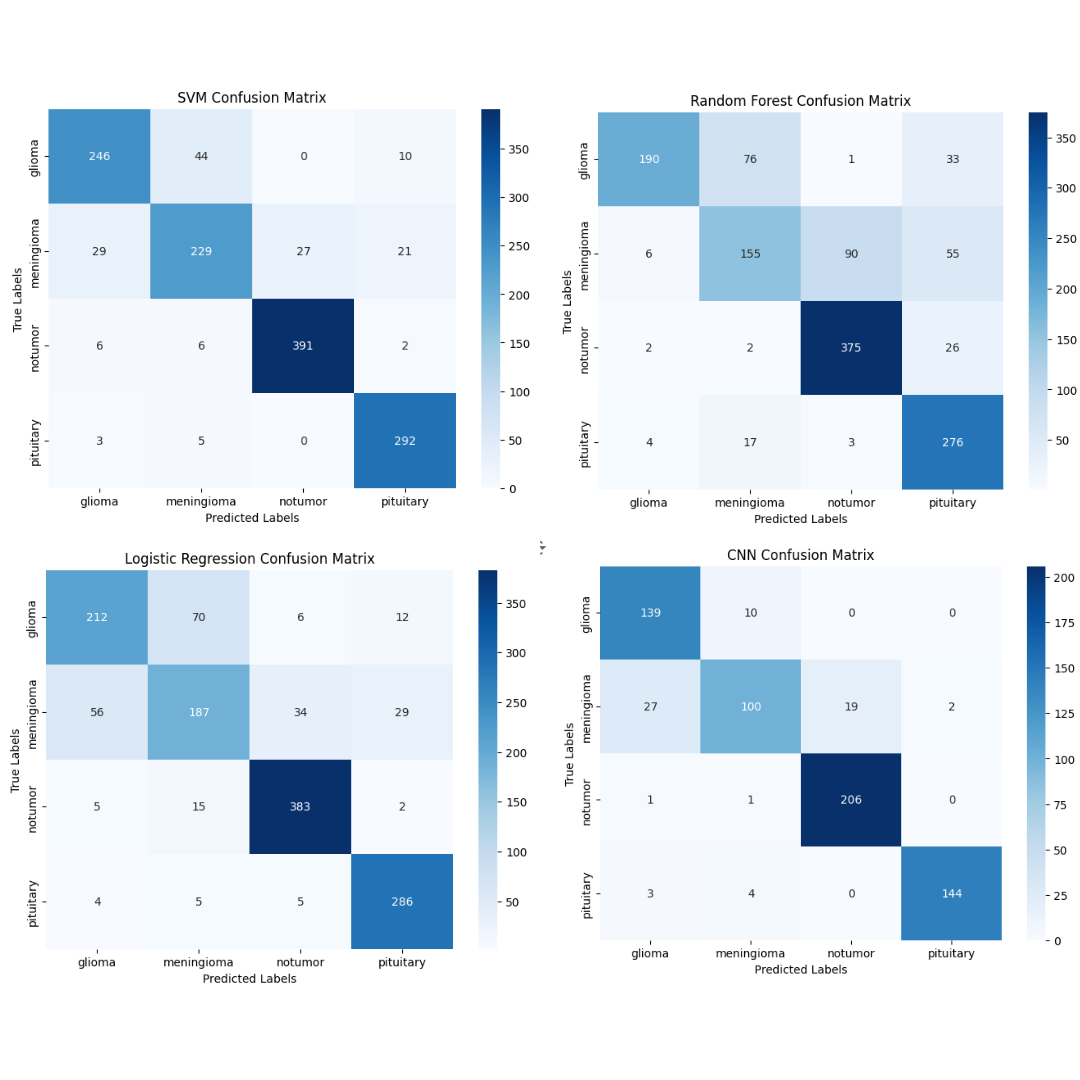 SVM Confusion Matrix
glioma 246 44 0 10
meningioma 29 229 27 21
notumor 6 6 391 2
pituitary 3 5 0 292
glioma meningioma notumor pituitary
Predicted Labels
True Labels
350
300
250
200
150
100
50
0
Random Forest Confusion Matrix
glioma 190 76 1 33
meningioma 6 155 90 55
notumor 2 2 375 26
pituitary 4 17 3 276
glioma meningioma notumor pituitary
Predicted Labels
True Labels
350
300
250
200
150
100
50
Logistic Regression Confusion Matrix
glioma 212 70 6 12
meningioma 56 187 34 29
notumor 5 15 383 2
pituitary 4 5 5 286
glioma meningioma notumor pituitary
Predicted Labels
True Labels
350
300
250
200
150
100
50
CNN Confusion Matrix
glioma 139 10 0 0
meningioma 27 100 19 2
notumor 1 1 206 0
pituitary 3 4 0 144
glioma meningioma notumor pituitary
Predicted Labels
True Labels
200
175
150
125
100
75
50
25
0